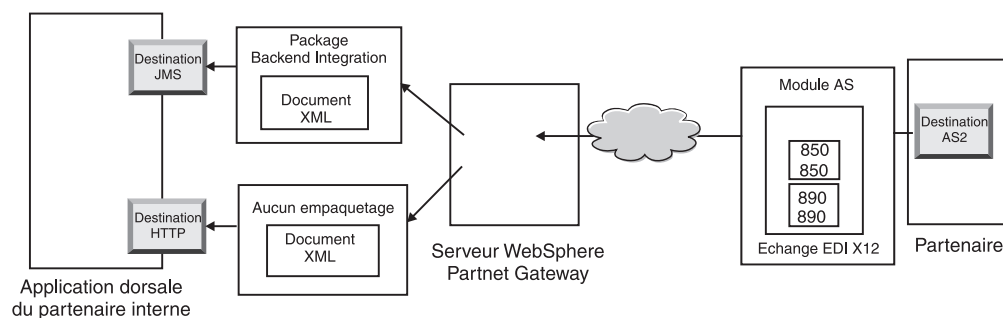 Destination
JMS
Package
Backend Integration
Document
XML
Destination
HTTP
Aucun empaquetage
Document
XML
Application dorsale
du partenaire interne
Serveur WebSphere
Partnet Gateway
Module AS
850
850
890
890
Echange EDI X12
Destination
AS2
Partenaire